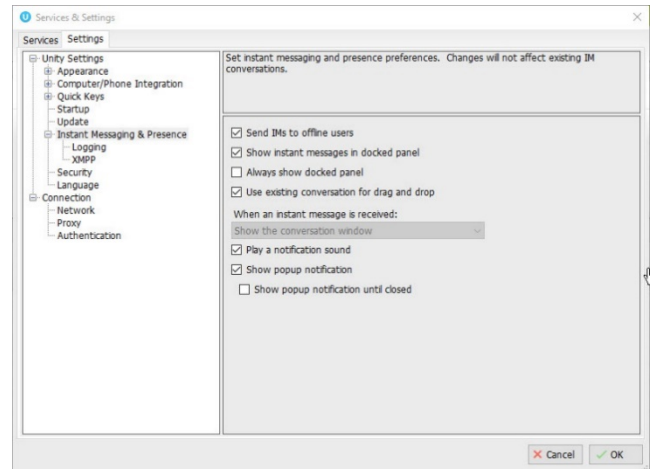 Services & Settings
Services Settings
Unity Settings
Appearance
Computer/Phone Integration
Quick Keys
Startup
Update
Instant Messaging & Presence
Logging
XMPP
Security
Language
Connection
Network
Proxy
Authentication
Set instant messaging and presence preferences. Changes will not affect existing IM
conversations.
Send IMs to offline users
Show instant messages in docked panel
Always show docked panel
Use existing conversation for drag and drop
When an instant message is received:
Show the conversation window
Play a notification sound
Show popup notification
Show popup notification until closed
Cancel OK